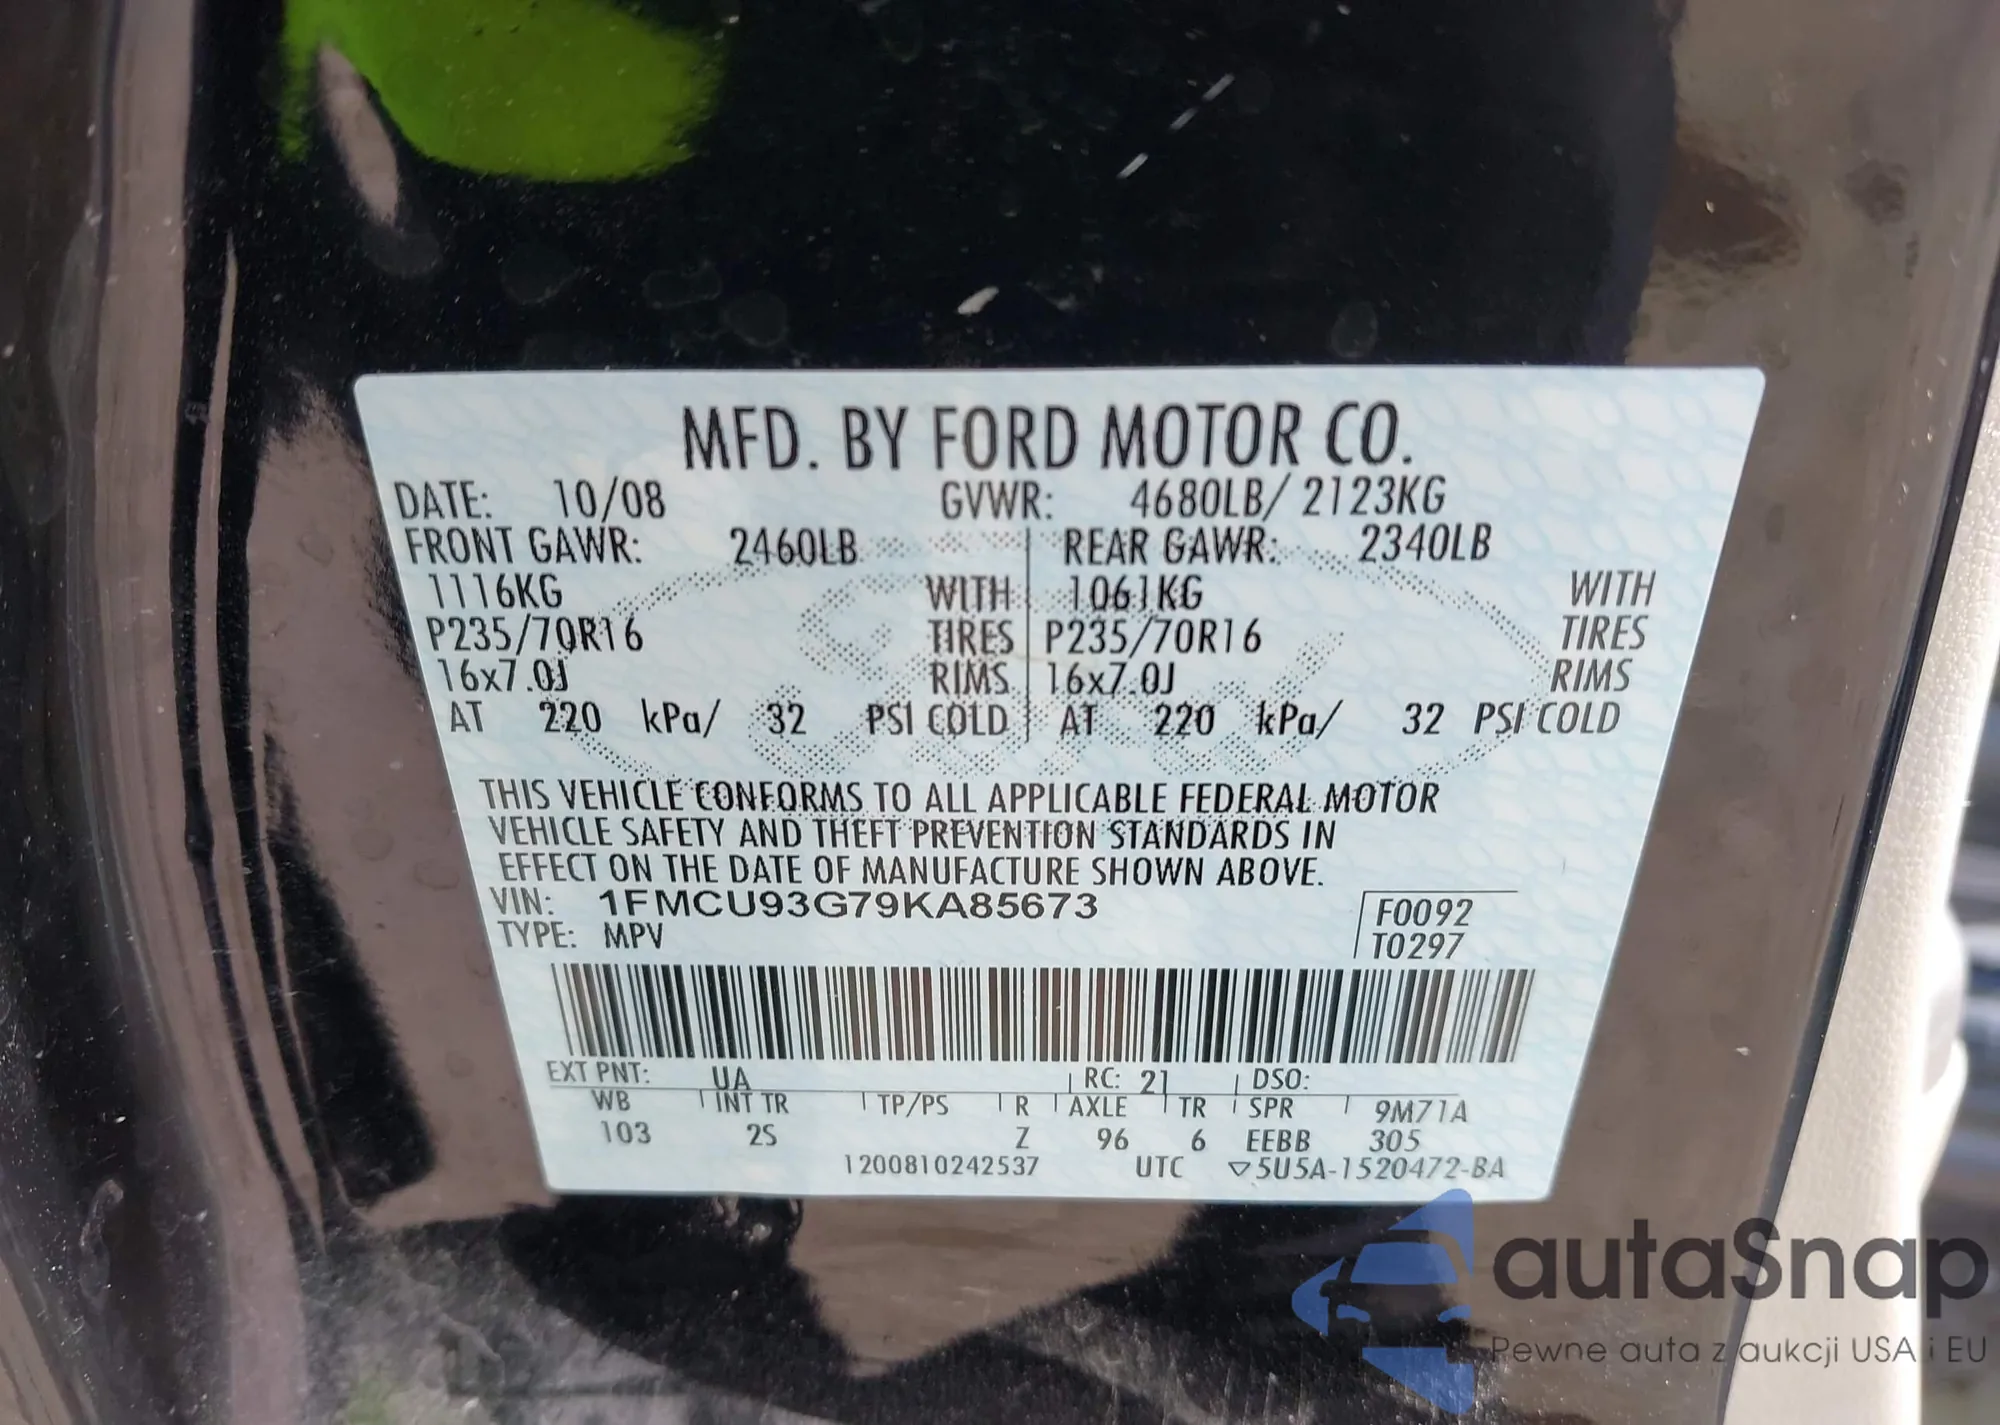 MFD. BY FORD MOTOR CO.
DATE: 10/08 GVWR: 4680LB/ 2123KG
FRONT GAWR: 2460LB REAR GAWR: 2340LB
1116KG WITH 1061KG WITH
P235/70R16 TIRES P235/70R16 TIRES
16x7.0J RIMS 16x7.0J RIMS
AT 220 kPa/ 32 PSI COLD AT 220 kPa/ 32 PSI COLD
THIS VEHICLE CONFORMS TO ALL APPLICABLE FEDERAL MOTOR
VEHICLE SAFETY AND THEFT PREVENTION STANDARDS IN
EFFECT ON THE DATE OF MANUFACTURE SHOWN ABOVE.
VIN: 1FMCU93G79KA85673 F0092
TYPE: MPV T0297
EXT PNT: UA RC: 21 DSO:
WB INT TR TP/PS R AXLE TR SPR 9M71A
103 2S Z 96 6 EEBB 305
1200810242537 UTC ▽5U5A-1520472-BA
autaSnap
Pewne auta z aukcji USA i EU